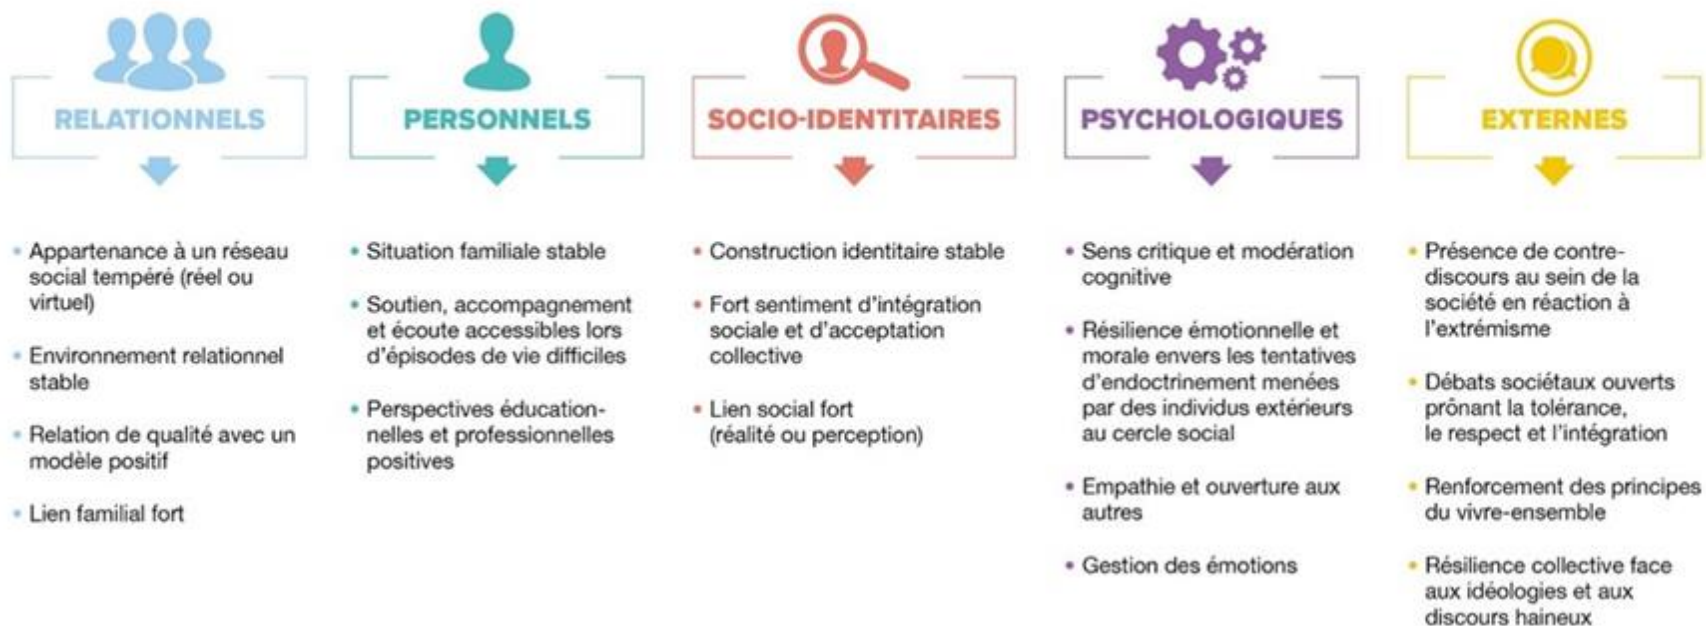 RELATIONNELS
• Appartenance à un réseau
social tempéré (réel ou
virtuel)
• Environnement relationnel
stable
• Relation de qualité avec un
modèle positif
• Lien familial fort
PERSONNELS
• Situation familiale stable
• Soutien, accompagnement
et écoute accessibles lors
d'épisodes de vie difficiles
• Perspectives éducation-
nelles et professionnelles
positives
SOCIO-IDENTITAIRES
• Construction identitaire stable
• Fort sentiment d'intégration
sociale et d'acceptation
collective
• Lien social fort
(réalité ou perception)
PSYCHOLOGIQUES
• Sens critique et modération
cognitive
• Résilience émotionnelle et
morale envers les tentatives
d'endoctrinement menées
par des individus extérieurs
au cercle social
• Empathie et ouverture aux
autres
• Gestion des émotions
EXTERNES
• Présence de contre-
discours au sein de la
société en réaction à
l'extrémisme
• Débats sociétaux ouverts
prônant la tolérance,
le respect et l'intégration
• Renforcement des principes
du vivre-ensemble
• Résilience collective face
aux idéologies et aux
discours haineux